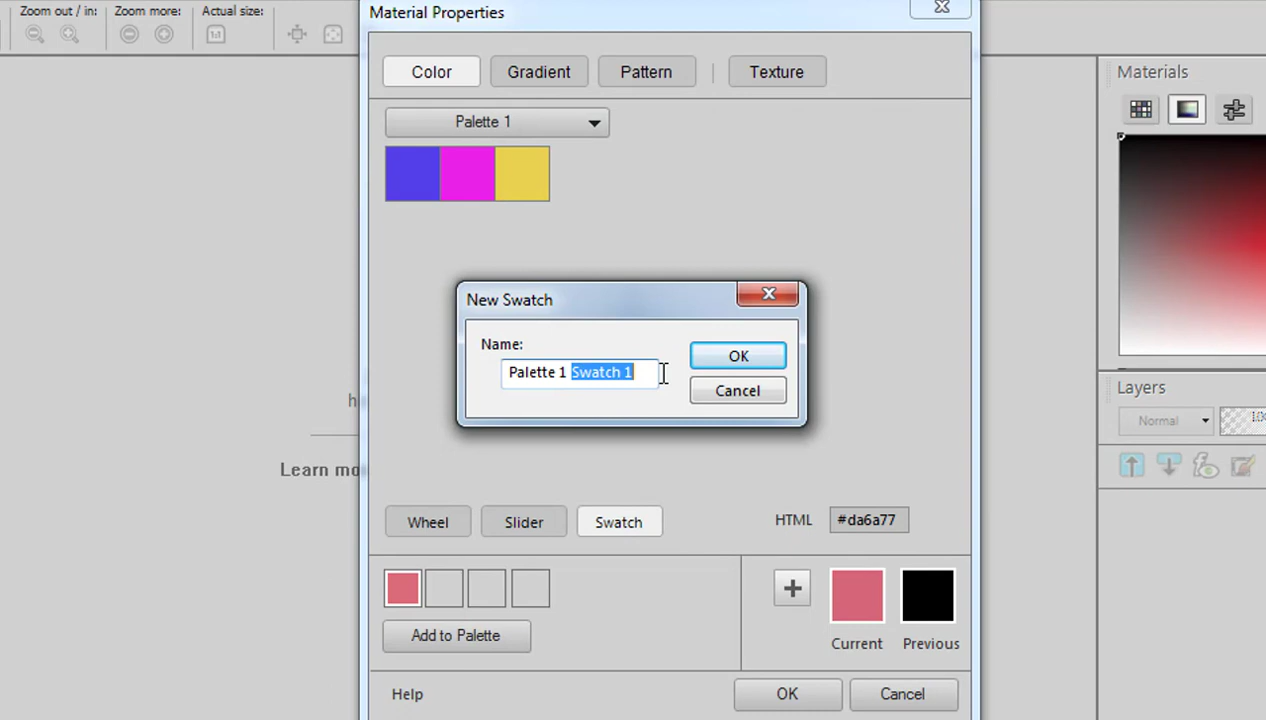 Zoom out / in:
Zoom more:
Actual size:
1:1
Material Properties
Color
Gradient
Pattern
Texture
Palette 1
Materials
New Swatch
Name:
Palette 1 Swatch 1
OK
Cancel
Learn mo
Layers
Normal
Wheel
Slider
Swatch
HTML
#da6a77
Add to Palette
Current
Previous
Help
OK
Cancel